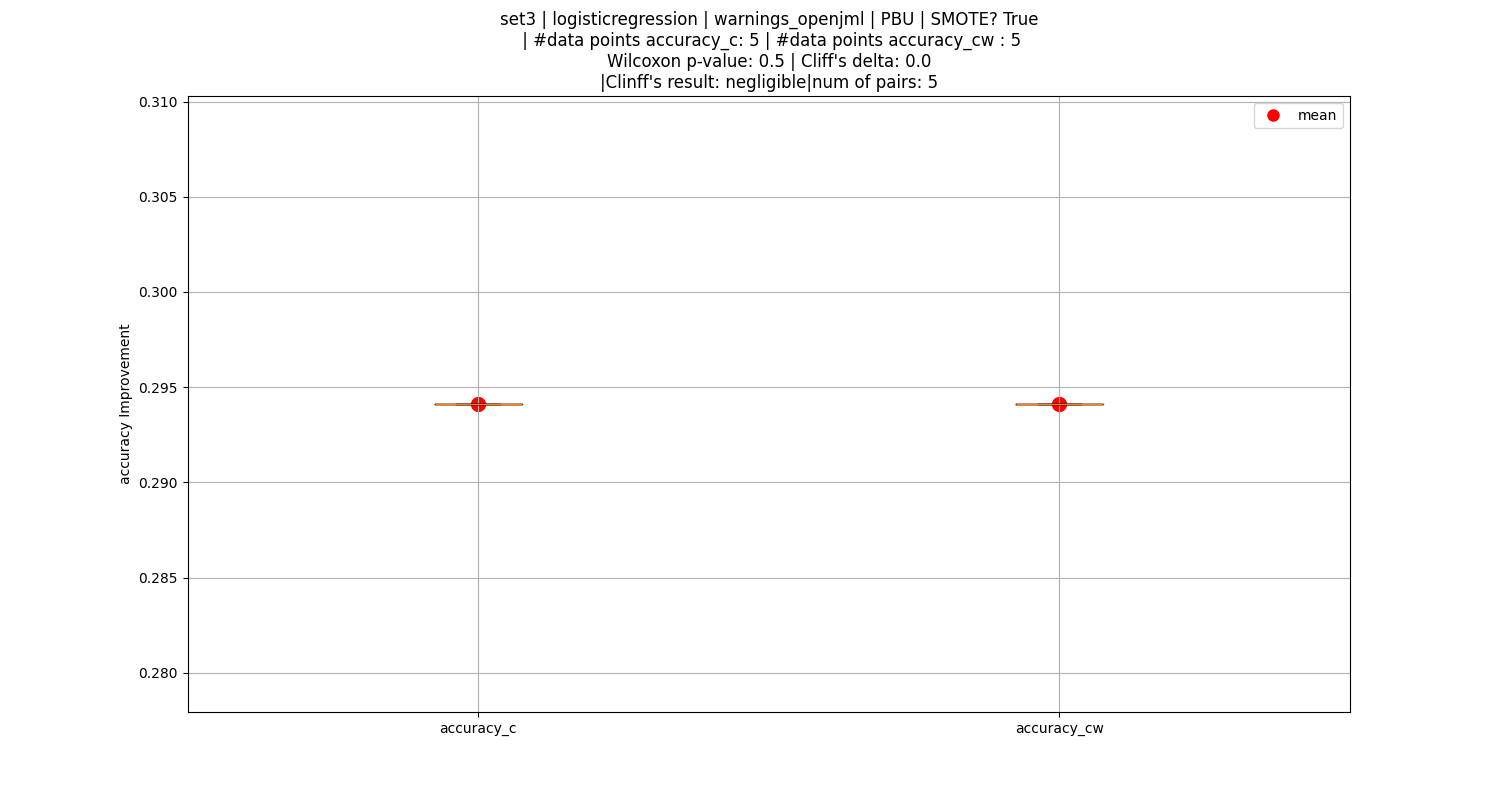 set3 | logisticregression | warnings_openjml | PBU | SMOTE? True
| #data points accuracy_c: 5 | #data points accuracy_cw : 5
Wilcoxon p-value: 0.5 | Cliff's delta: 0.0
|Clinff's result: negligible|num of pairs: 5
mean
accuracy Improvement
0.310
0.305
0.300
0.295
0.290
0.285
0.280
accuracy_c
accuracy_cw